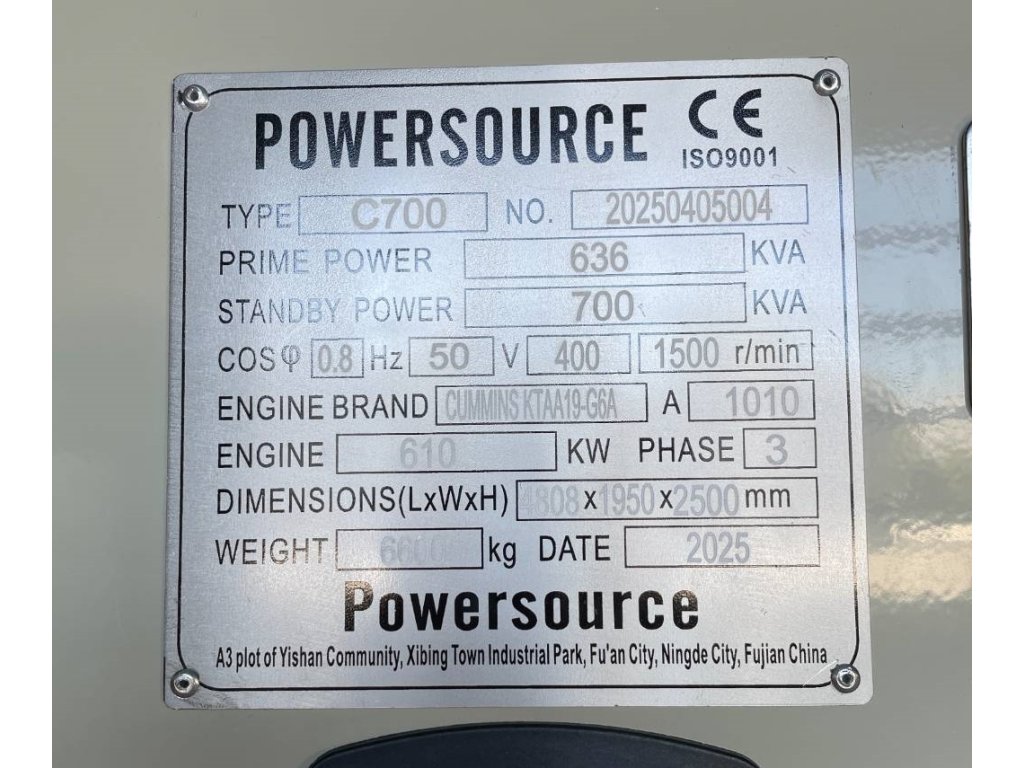 POWERSOURCE CE
ISO9001
TYPE C700 NO. 20250405004
PRIME POWER 636 KVA
STANDBY POWER 700 KVA
COSφ 0.8 Hz 50 V 400 1500 r/min
ENGINE BRAND CUMMINS KTAA19-G6A A 1010
ENGINE 610 KW PHASE 3
DIMENSIONS(LxWxH) 4808 x 1950 x 2500 mm
WEIGHT kg DATE 2025
Powersource
A3 plot of Yishan Community, Xibing Town Industrial Park, Fu'an City, Ningde City, Fujian China